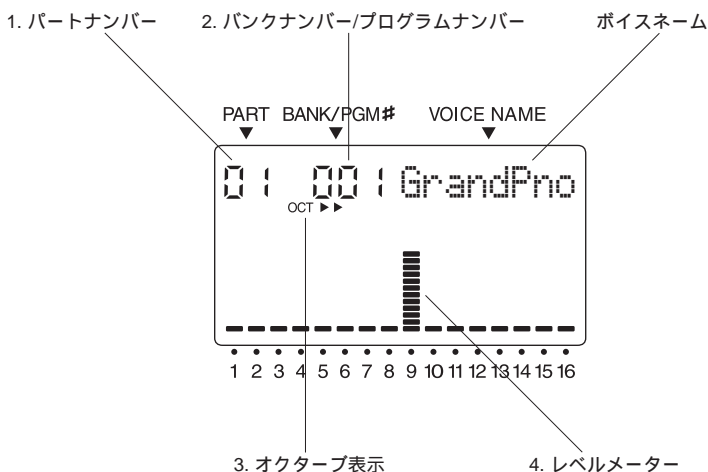 1. パートナンバー 2. バンクナンバー/プログラムナンバー ボイスネーム
PART BANK/PGM♯ VOICE NAME
01 001 GrandPno
OCT
1 2 3 4 5 6 7 8 9 10 11 12 13 14 15 16
3. オクターブ表示 4. レベルメーター